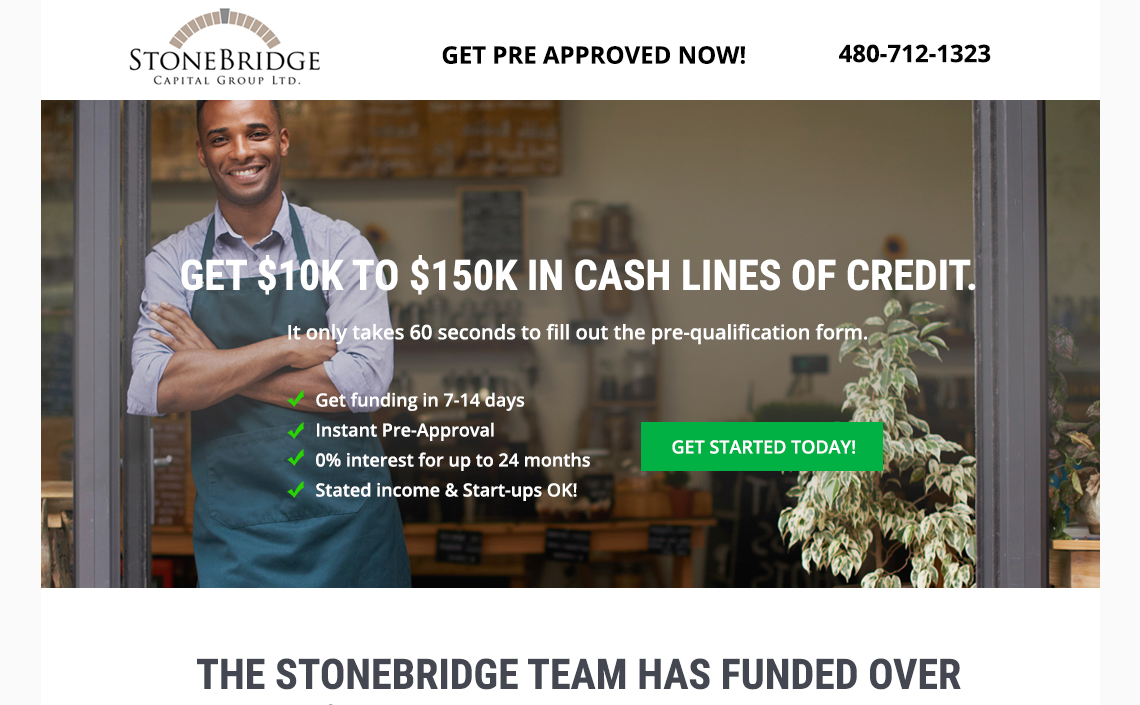 STONEBRIDGE
CAPITAL GROUP LTD.
GET PRE APPROVED NOW!
480-712-1323
GET $10K TO $150K IN CASH LINES OF CREDIT.
It only takes 60 seconds to fill out the pre-qualification form.
Get funding in 7-14 days
Instant Pre-Approval
0% interest for up to 24 months
Stated income & Start-ups OK!
GET STARTED TODAY!
THE STONEBRIDGE TEAM HAS FUNDED OVER